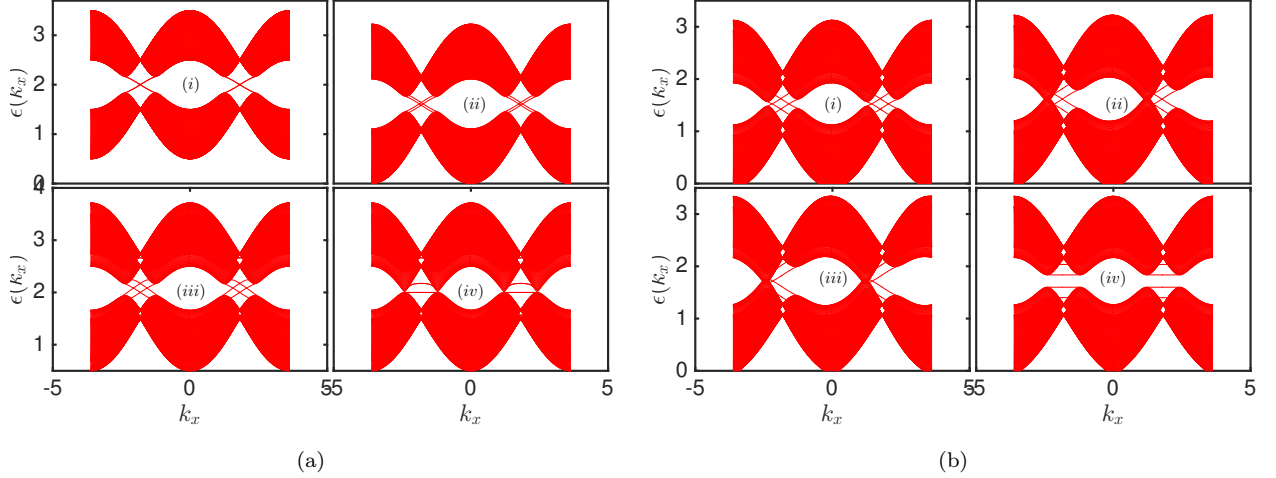 3
2
1
0
ϵ(k_x)
(i)
(ii)
4
3
2
1
ϵ(k_x)
(iii)
(iv)
-5 0 5 -5 0 5
k_x k_x
(a)
3
2
1
0
ϵ(k_x)
(i)
(ii)
3
2
1
0
ϵ(k_x)
(iii)
(iv)
-5 0 5 -5 0 5
k_x k_x
(b)